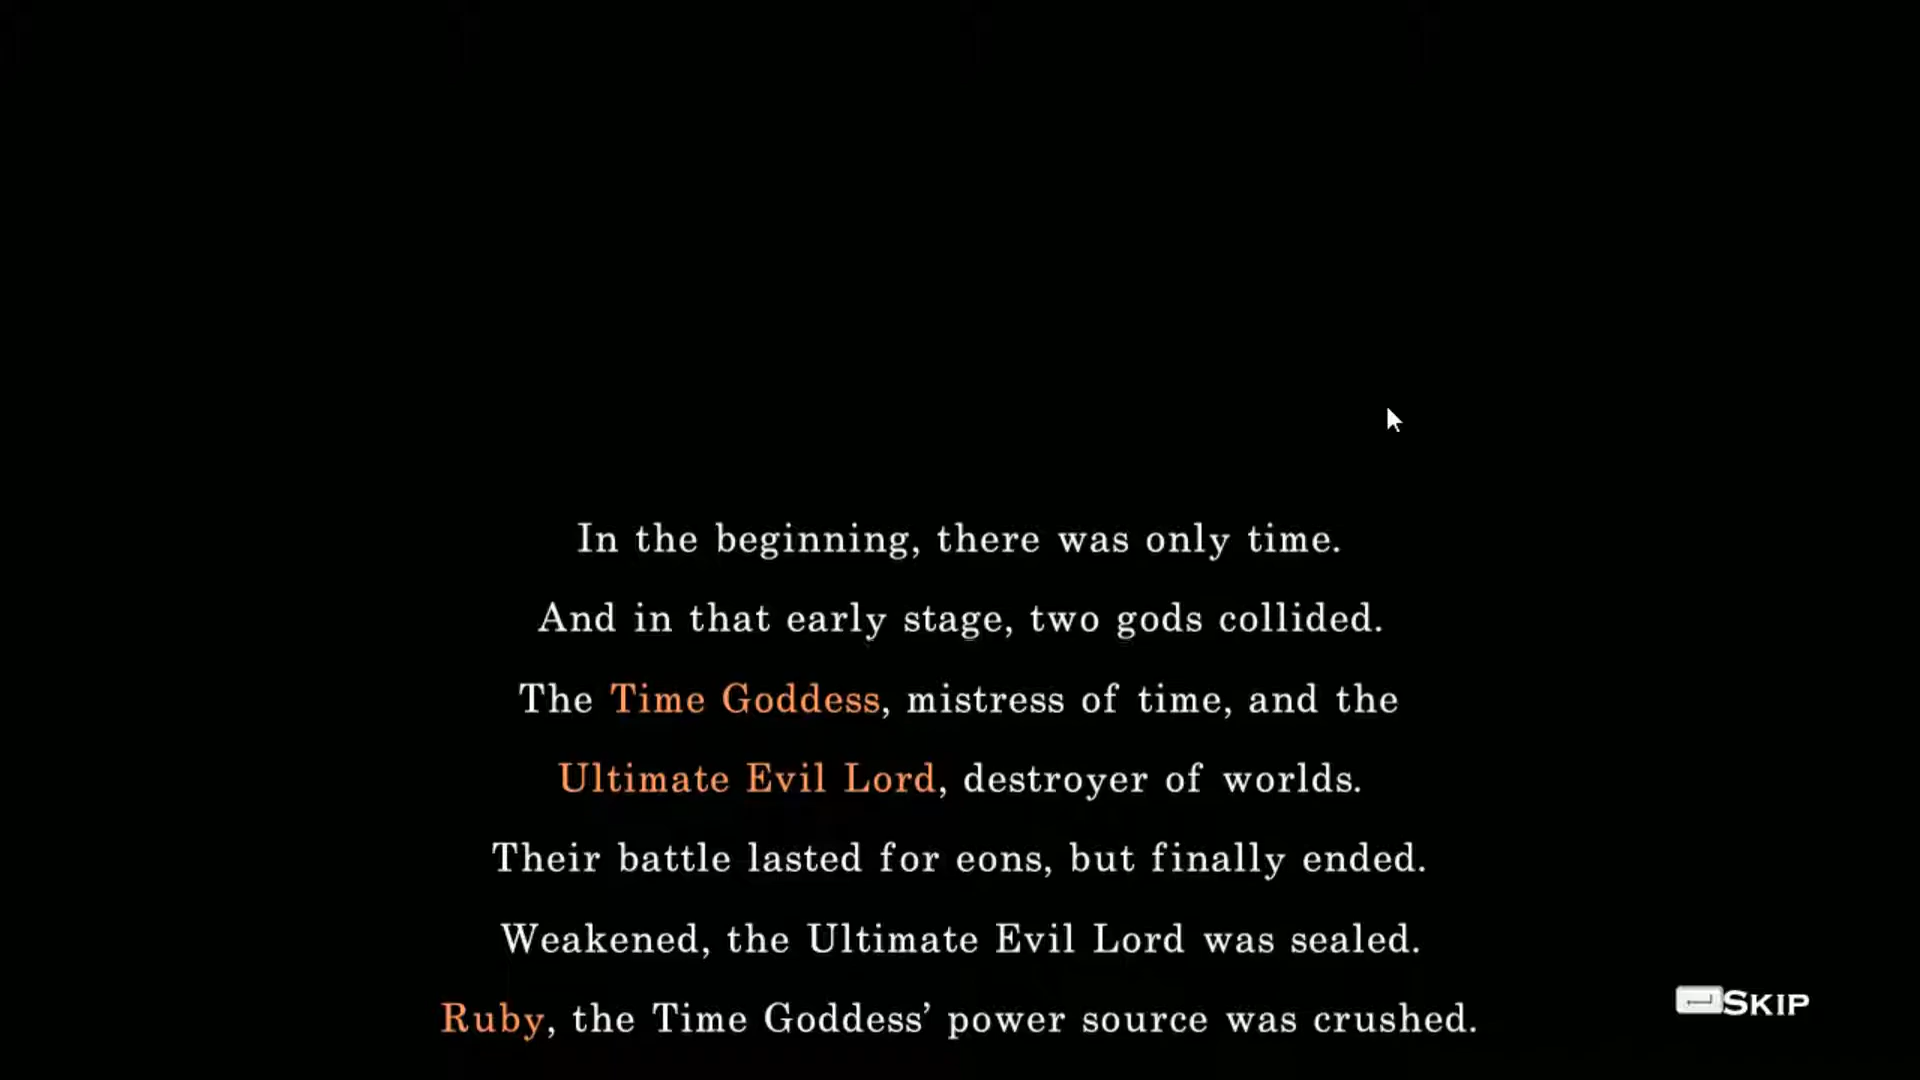 In the beginning, there was only time.
And in that early stage, two gods collided.
The Time Goddess, mistress of time, and the
Ultimate Evil Lord, destroyer of worlds.
Their battle lasted for eons, but finally ended.
Weakened, the Ultimate Evil Lord was sealed.
Ruby, the Time Goddess’ power source was crushed.
SKIP